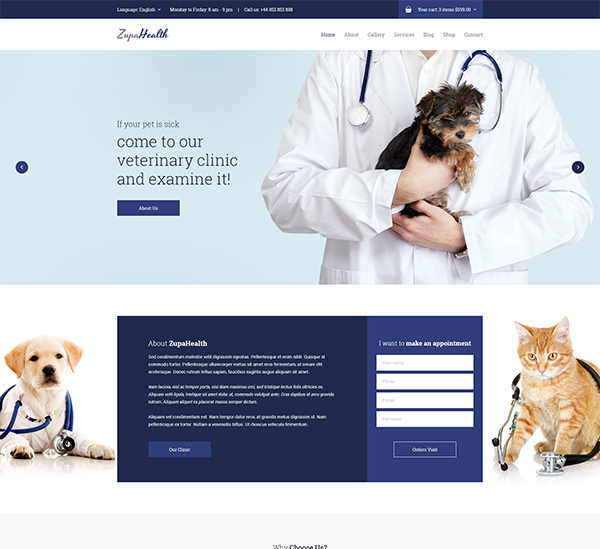 Language: English Monday to Firday 8 am - 9 pm | Call us: +44 852 852 808 Your cart: 3 items $599.00
ZupaHealth Home About Gallery Services Blog Shop Contact
If your pet is sick
come to our
veterinary clinic
and examine it!
About Us
About ZupaHealth
Sed condimentum molestie velit dignissim egestas. Pellentesque et enim nibh. Quisque id
commodo tortor. Pellentesque ullamcorper metus sit amet eros fermentum, at ornare elit
scelerisque. Donec rutrum tellus sapien, faucibus sagittis augue aliquam sit amet.
Nam lacinia, nisl ac tempor porta, nisi diam maximus orci, sed tristique lectus felis ultricies ex.
Aliquam velit ligula, tristique sit amet dolor at, commodo volutpat ante. Cras dapibus id arcu gravida
rutrum. Aliquam aliquet ex placerat massa semper dictum.
Aliquam vel condimentum est. Nam tempor dolor eros, at gravida metus dignissim id. Nam
pellentesque ex tortor. Nullam a venenatis tellus. Ut rhoncus vehicula fermentum.
Our Clinic
I want to make an appointment
Your name
Phone
E-mail
Pet name
Orders Visit
Why Choose Us?